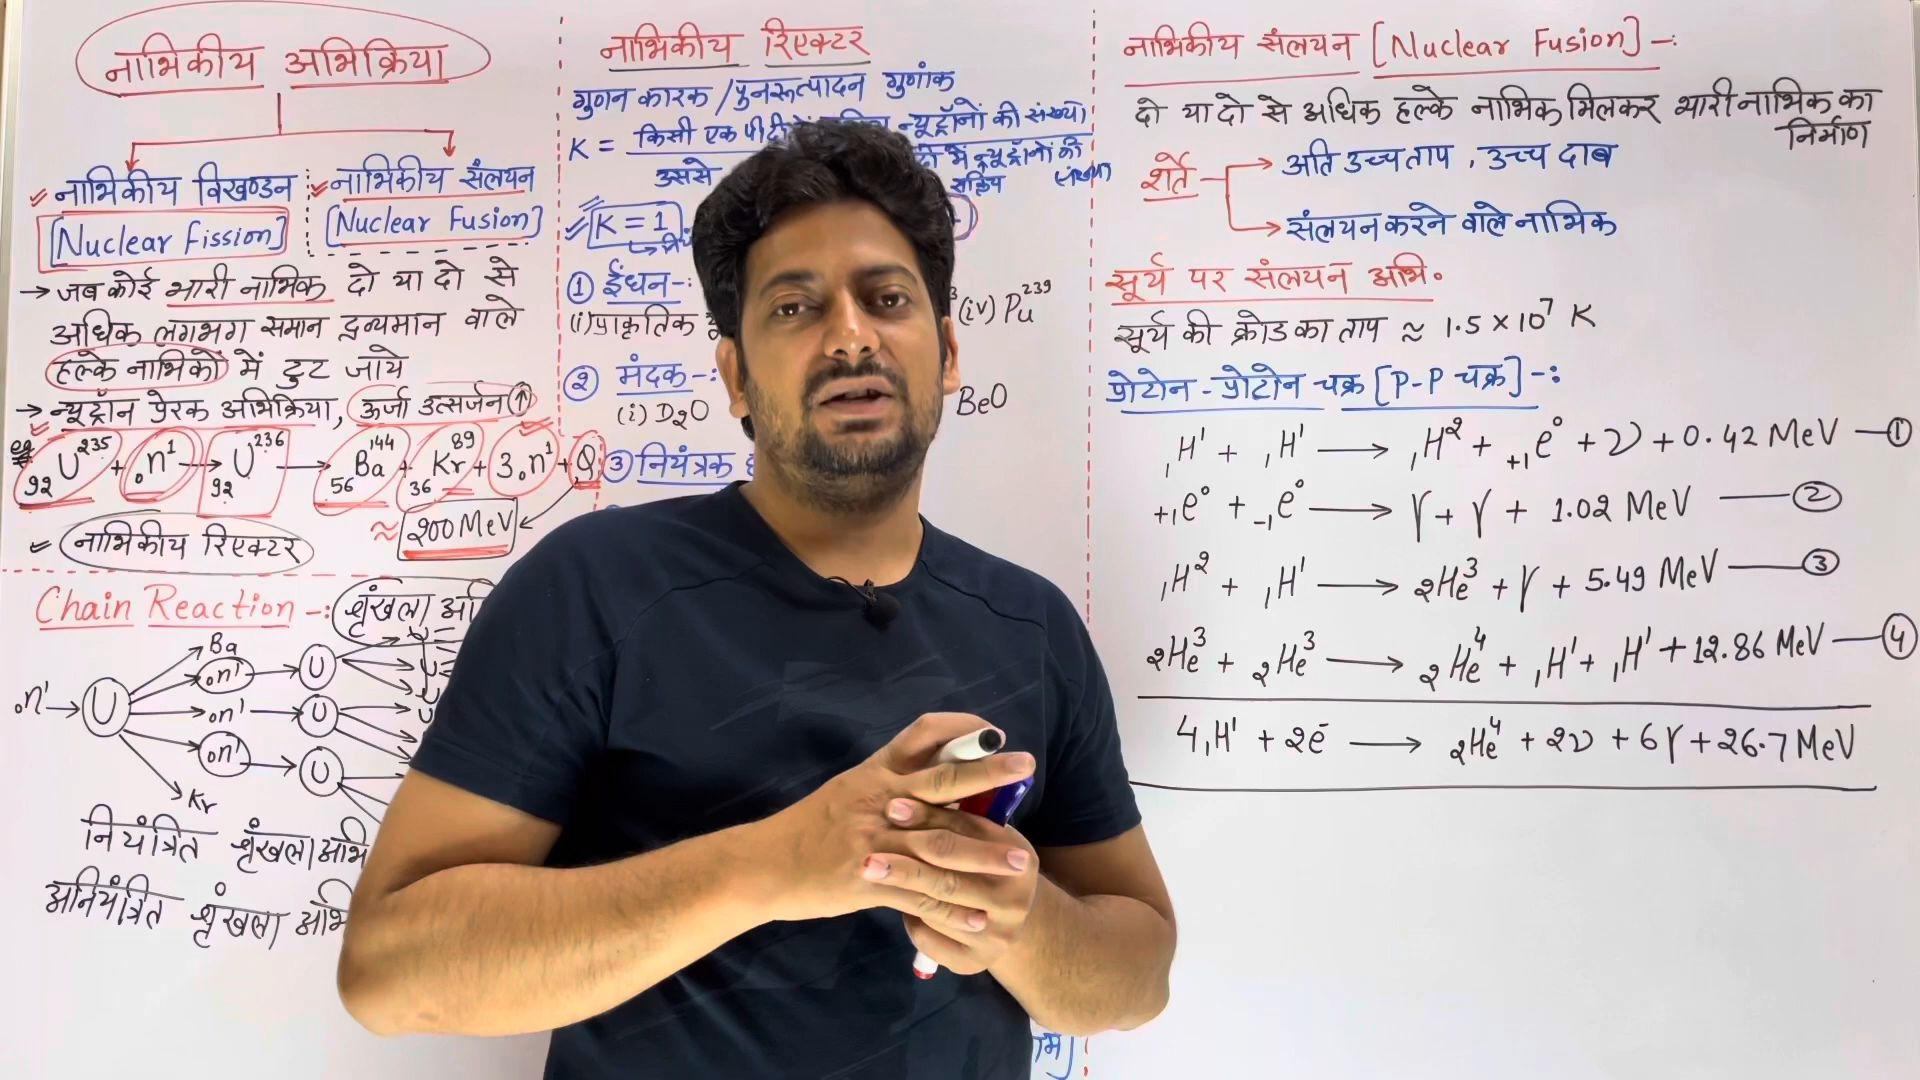 नाभिकीय अभिक्रिया
नाभिकीय विखण्डन
[Nuclear fission]
नाभिकीय संलयन
[Nuclear Fusion]
→ जब कोई भारी नाभिक दो या दो से
अधिक लगभग समान द्रव्यमान वाले
हल्के नाभिकों में टुट जाये
→ न्यूट्रॉन प्रेरक अभिक्रिया, ऊर्जा उत्सर्जन ↑
eg ₉₂U²³⁵ + ₀n¹ → ₉₂U²³⁶ → ₅₆Ba¹⁴⁴ + ₃₆Kr⁸⁹ + 3₀n¹ + Q
≈ 200 MeV
नाभिकीय रिएक्टर
Chain Reaction -: श्रृंखला
Ba
₀n¹ → U → ₀n¹ → U
₀n¹ → U
₀n¹ → U
Kr
नियंत्रित श्रृंखला अभि
अनियंत्रित श्रृंखला अभि
नाभिकीय रिएक्टर
गुणन कारक / पुनरूत्पादन गुणांक
K = किसी एक पीढ़ी न्यूट्रॉनों की संख्या
उससे में न्यूट्रॉनों की
सक्रिय संख्या
K = 1
① ईंधन -:
(i) प्राकृतिक (iv) Pu²³⁹
② मंदक -:
(i) D₂O BeO
③ नियंत्रक
नाभिकीय संलयन [Nuclear Fusion] -:
दो या दो से अधिक हल्के नाभिक मिलकर भारी नाभिक का
निर्माण
शर्ते → अति उच्च ताप, उच्च दाब
→ संलयन करने वाले नाभिक
सूर्य पर संलयन अभि॰
सूर्य की क्रोड का ताप ≈ 1.5 × 10⁷ K
प्रोटोन - प्रोटोन चक्र [P-P चक्र] -:
₁H¹ + ₁H¹ → ₁H² + ₊₁e⁰ + ν + 0.42 MeV — ①
₊₁e⁰ + ₋₁e⁰ → γ + γ + 1.02 MeV — ②
₁H² + ₁H¹ → ₂He³ + γ + 5.49 MeV — ③
₂He³ + ₂He³ → ₂He⁴ + ₁H¹ + ₁H¹ + 12.86 MeV — ④
4₁H¹ + 2e⁻ → ₂He⁴ + 2ν + 6γ + 26.7 MeV